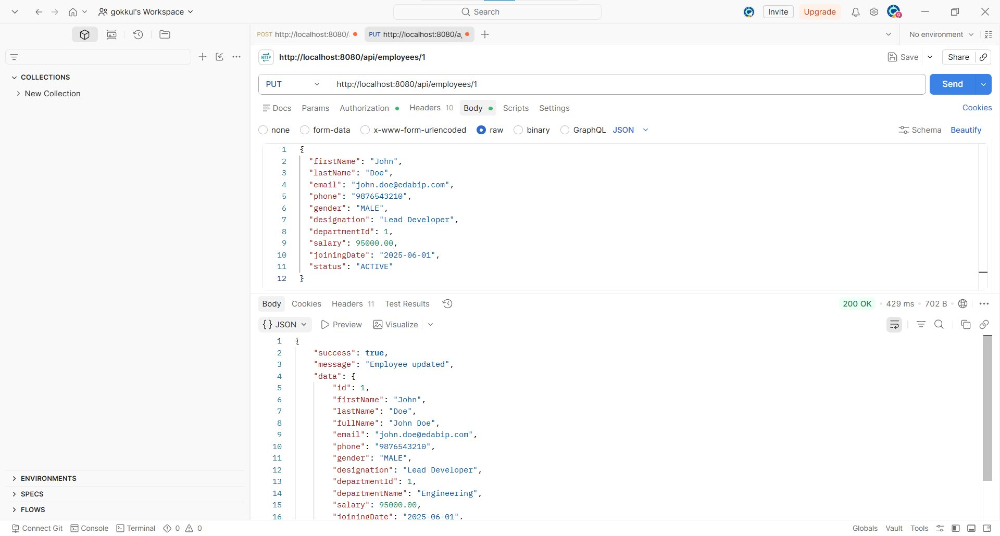 gokkul's Workspace
Search
Invite
Upgrade
POST http://localhost:8080/
PUT http://localhost:8080/a
No environment
HTTP http://localhost:8080/api/employees/1
Save
Share
COLLECTIONS
New Collection
PUT http://localhost:8080/api/employees/1
Send
Docs Params Authorization Headers 10 Body Scripts Settings
Cookies
none form-data x-www-form-urlencoded raw binary GraphQL JSON
Schema Beautify
1 {
2 "firstName": "John",
3 "lastName": "Doe",
4 "email": "john.doe@edabip.com",
5 "phone": "9876543210",
6 "gender": "MALE",
7 "designation": "Lead Developer",
8 "departmentId": 1,
9 "salary": 95000.00,
10 "joiningDate": "2025-06-01",
11 "status": "ACTIVE"
12 }
Body Cookies Headers 11 Test Results
200 OK 429 ms 702 B
{} JSON Preview Visualize
1 {
2 "success": true,
3 "message": "Employee updated",
4 "data": {
5 "id": 1,
6 "firstName": "John",
7 "lastName": "Doe",
8 "fullName": "John Doe",
9 "email": "john.doe@edabip.com",
10 "phone": "9876543210",
11 "gender": "MALE",
12 "designation": "Lead Developer",
13 "departmentId": 1,
14 "departmentName": "Engineering",
15 "salary": 95000.00,
16 "joiningDate": "2025-06-01",
ENVIRONMENTS
SPECS
FLOWS
Connect Git Console Terminal 0 0
Globals Vault Tools